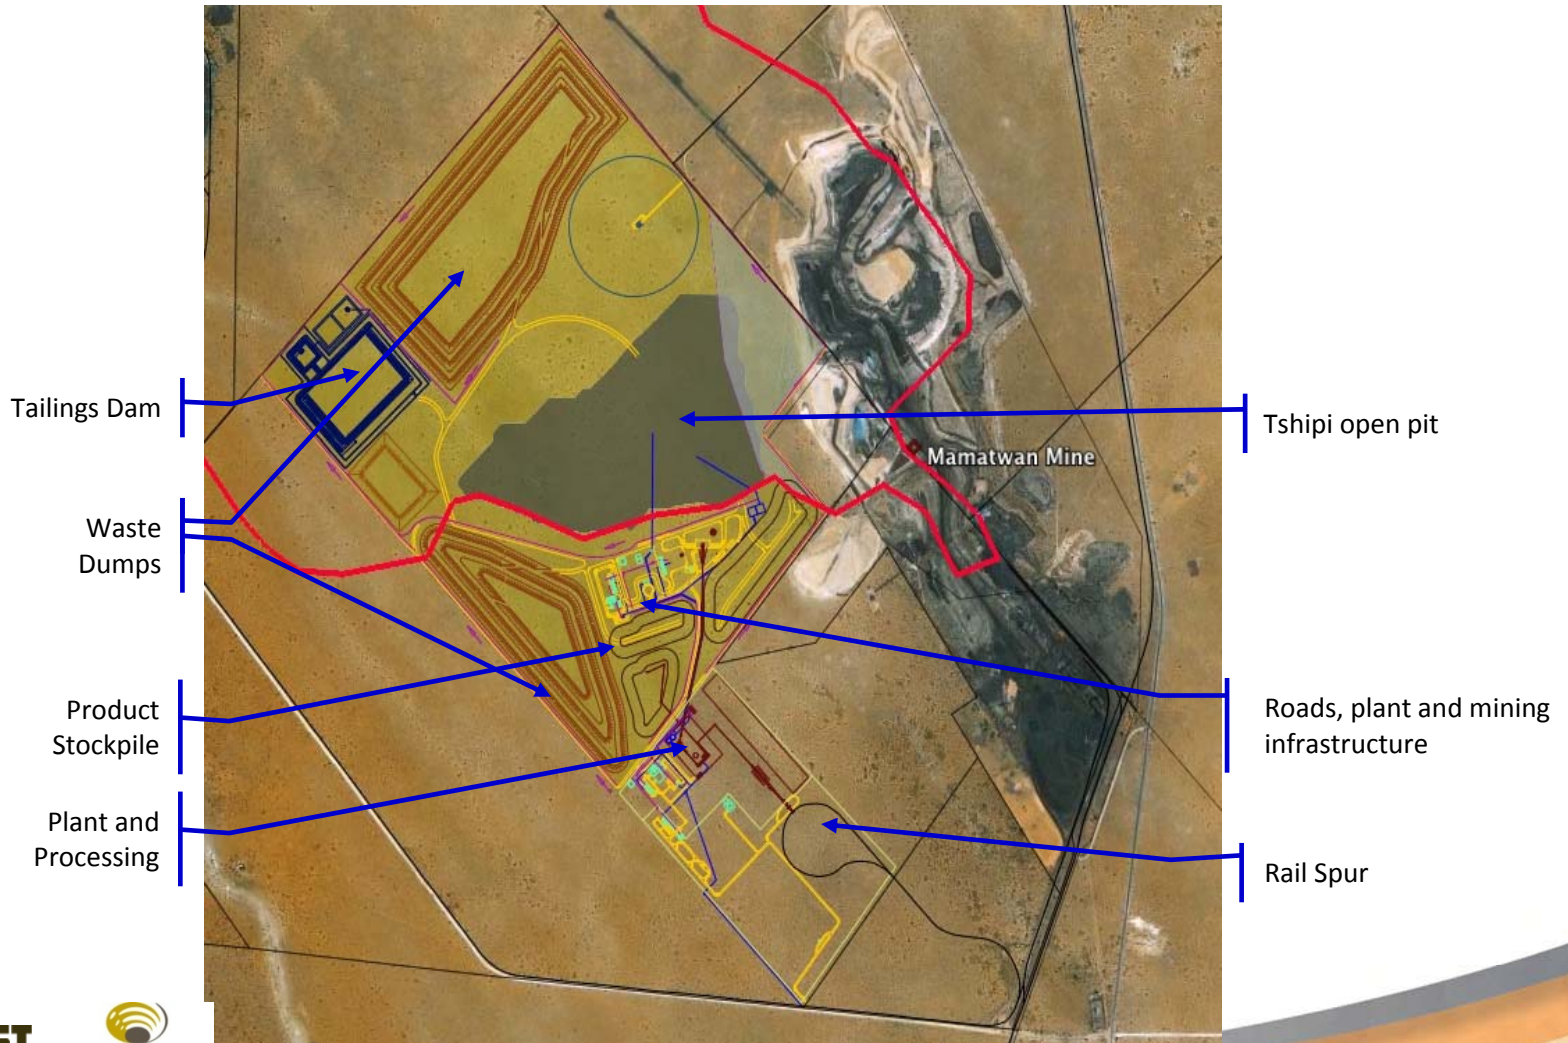 Tailings Dam
Waste
Dumps
Product
Stockpile
Plant and
Processing
Mamatwan Mine
Tshipi open pit
Roads, plant and mining
infrastructure
Rail Spur